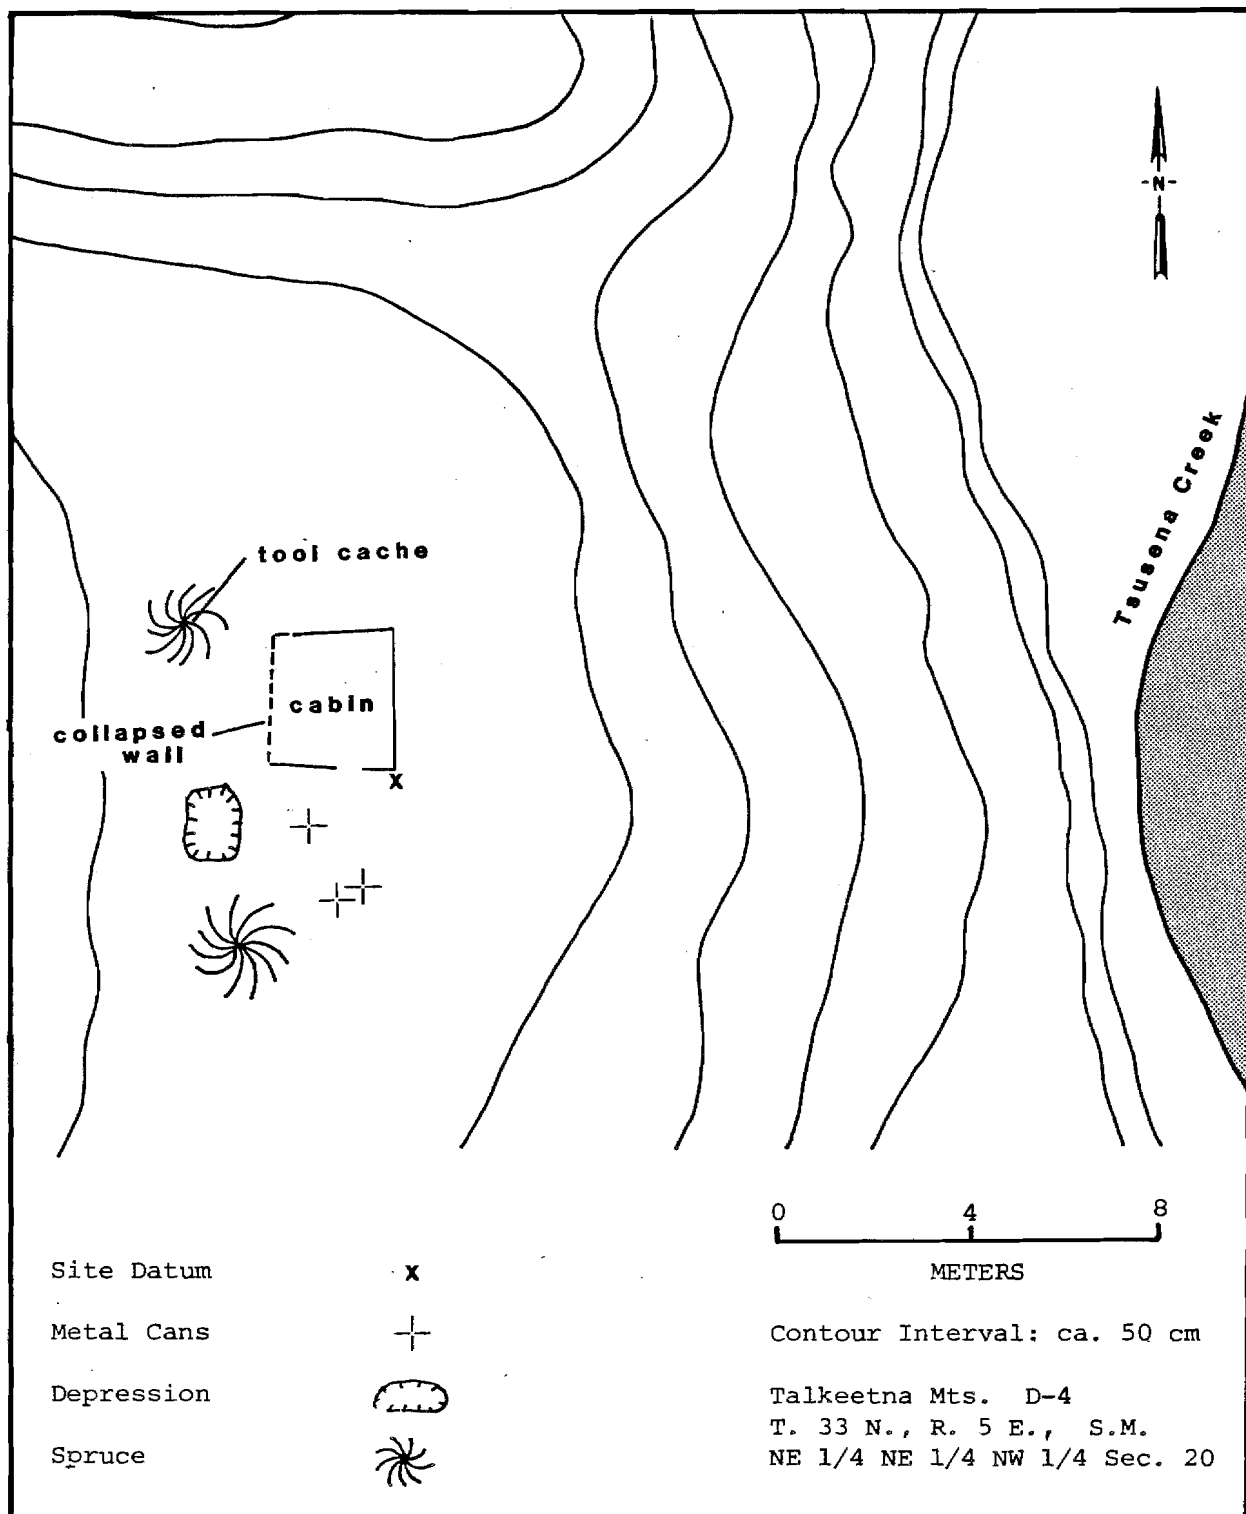 -N-
Tsusena Creek
tool cache
cabin
collapsed
wall
x
0 4 8
METERS
Site Datum x
Metal Cans
Depression
Spruce
Contour Interval: ca. 50 cm
Talkeetna Mts. D-4
T. 33 N., R. 5 E., S.M.
NE 1/4 NE 1/4 NW 1/4 Sec. 20